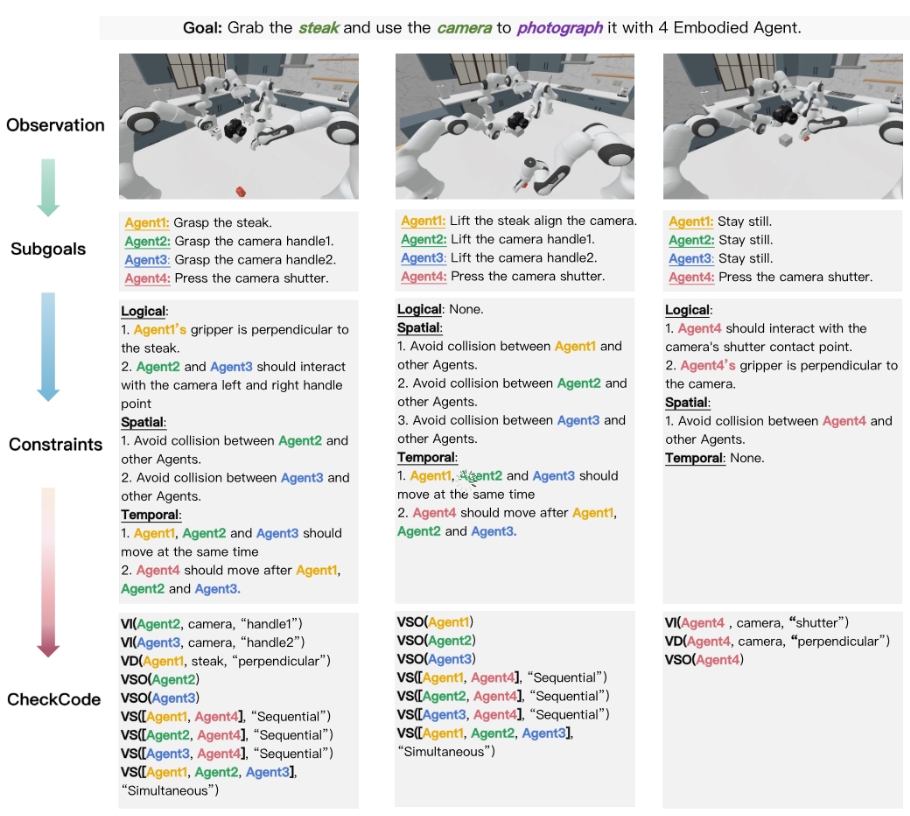 Goal: Grab the steak and use the camera to photograph it with 4 Embodied Agent.
Observation
Subgoals
Constraints
CheckCode
Agent1: Grasp the steak.
Agent2: Grasp the camera handle1.
Agent3: Grasp the camera handle2.
Agent4: Press the camera shutter.
Logical:
1. Agent1's gripper is perpendicular to
the steak.
2. Agent2 and Agent3 should interact
with the camera left and right handle
point
Spatial:
1. Avoid collision between Agent2 and
other Agents.
2. Avoid collision between Agent3 and
other Agents.
Temporal:
1. Agent1, Agent2 and Agent3 should
move at the same time
2. Agent4 should move after Agent1,
Agent2 and Agent3.
VI(Agent2, camera, “handle1”)
VI(Agent3, camera, “handle2”)
VD(Agent1, steak, “perpendicular”)
VSO(Agent2)
VSO(Agent3)
VS([Agent1, Agent4], “Sequential”)
VS([Agent2, Agent4], “Sequential”)
VS([Agent3, Agent4], “Sequential”)
VS([Agent1, Agent2, Agent3],
“Simultaneous”)
Agent1: Lift the steak align the camera.
Agent2: Lift the camera handle1.
Agent3: Lift the camera handle2.
Agent4: Press the camera shutter.
Logical: None.
Spatial:
1. Avoid collision between Agent1 and
other Agents.
2. Avoid collision between Agent2 and
other Agents.
3. Avoid collision between Agent3 and
other Agents.
Temporal:
1. Agent1, Agent2 and Agent3 should
move at the same time
2. Agent4 should move after Agent1,
Agent2 and Agent3.
VSO(Agent1)
VSO(Agent2)
VSO(Agent3)
VS([Agent1, Agent4], “Sequential”)
VS([Agent2, Agent4], “Sequential”)
VS([Agent3, Agent4], “Sequential”)
VS([Agent1, Agent2, Agent3],
“Simultaneous”)
Agent1: Stay still.
Agent2: Stay still.
Agent3: Stay still.
Agent4: Press the camera shutter.
Logical:
1. Agent4 should interact with the
camera's shutter contact point.
2. Agent4's gripper is perpendicular to
the camera.
Spatial:
1. Avoid collision between Agent4 and
other Agents.
Temporal: None.
VI(Agent4 , camera, “shutter”)
VD(Agent4, camera, “perpendicular”)
VSO(Agent4)